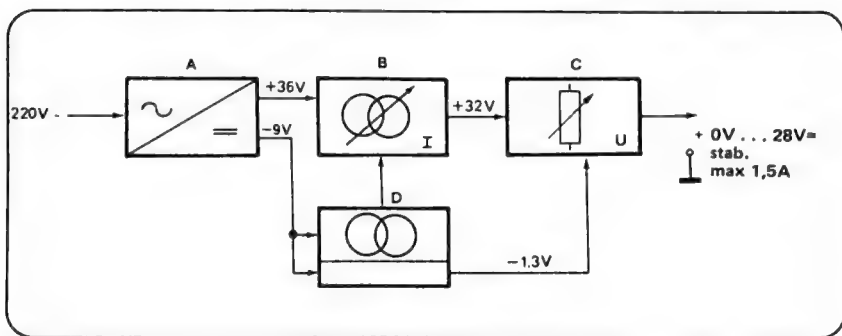 A
B
C
220V -
+36V
-9V
I
+32V
U
+ 0V . . . 28V=
stab.
max 1,5A
D
-1.3V